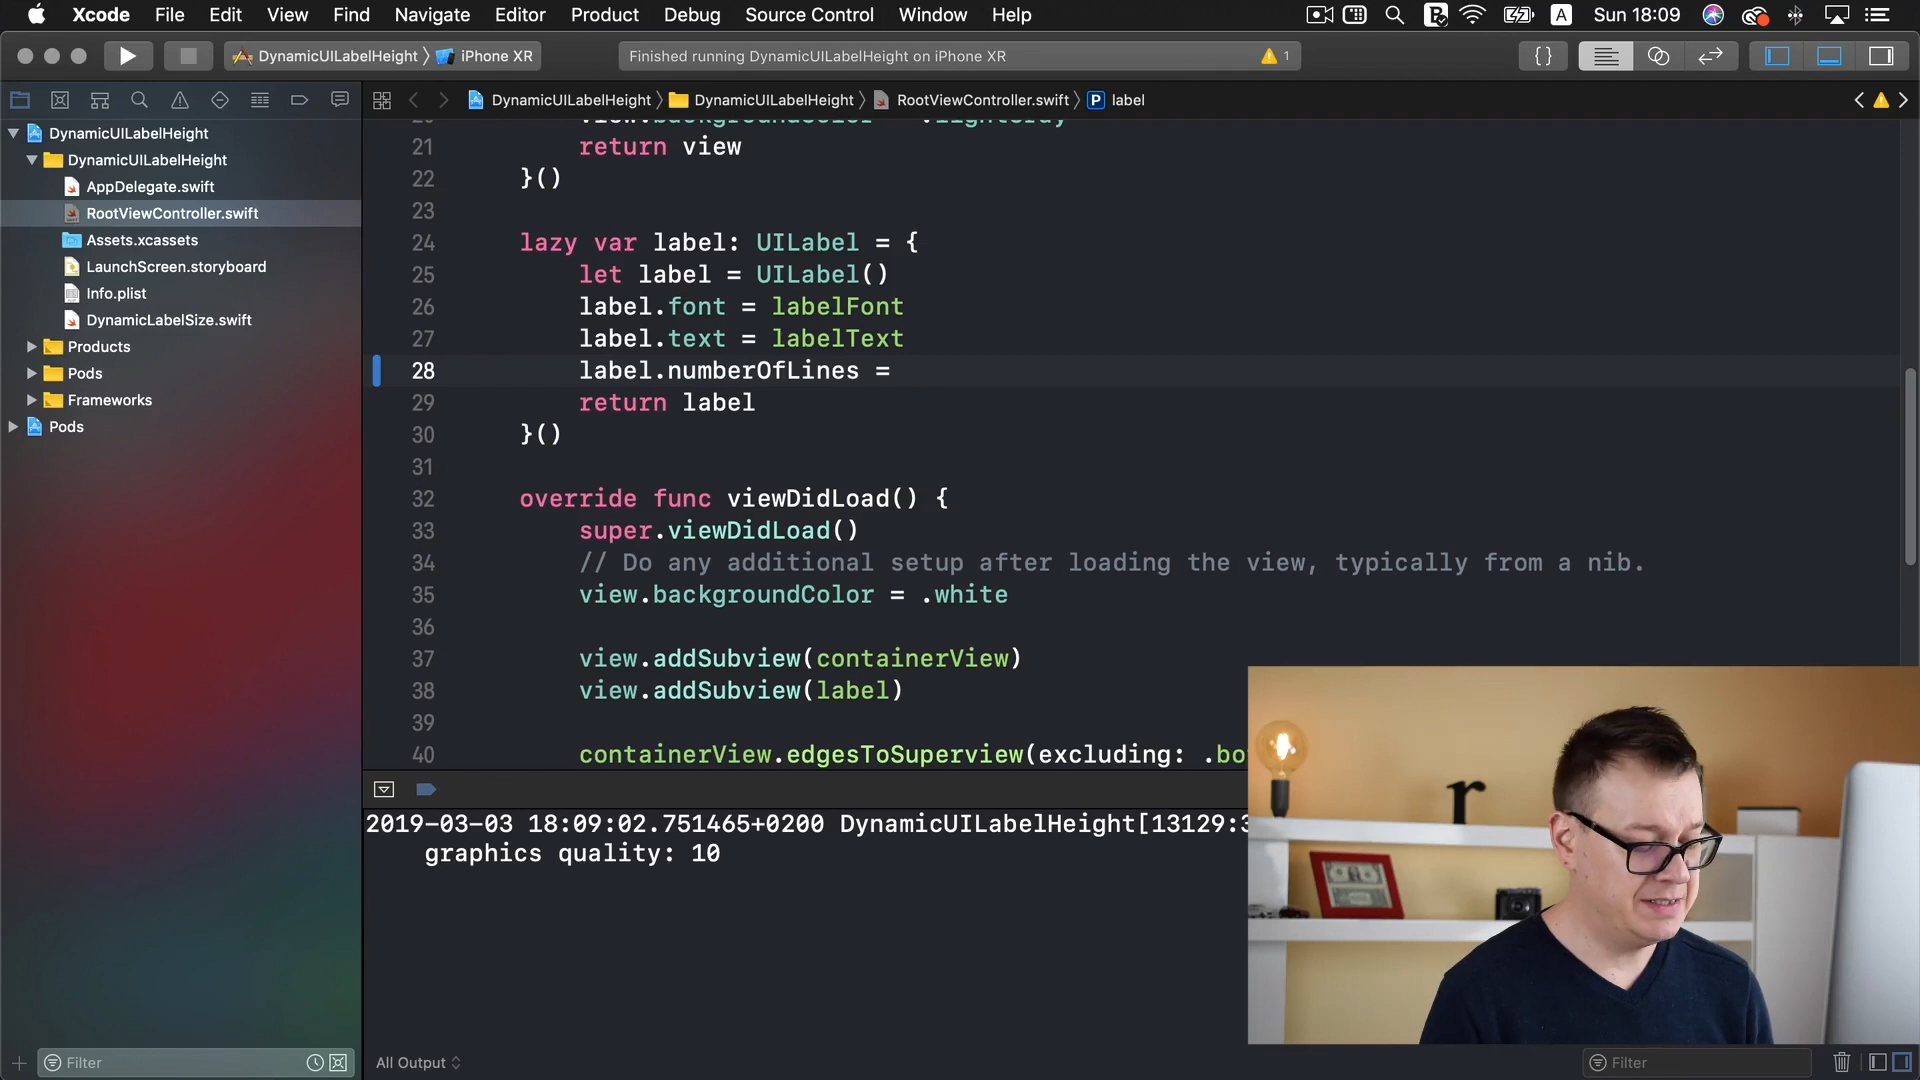 Xcode File Edit View Find Navigate Editor Product Debug Source Control Window Help
A Sun 18:09
DynamicUILabelHeight iPhone XR
Finished running DynamicUILabelHeight on iPhone XR
1
{}
DynamicUILabelHeight DynamicUILabelHeight RootViewController.swift P label
DynamicUILabelHeight
DynamicUILabelHeight
AppDelegate.swift
RootViewController.swift
Assets.xcassets
LaunchScreen.storyboard
Info.plist
DynamicLabelSize.swift
Products
Pods
Frameworks
Pods
20 view.backgroundColor = .lightGray
21 return view
22 }()
23
24 lazy var label: UILabel = {
25 let label = UILabel()
26 label.font = labelFont
27 label.text = labelText
28 label.numberOfLines =
29 return label
30 }()
31
32 override func viewDidLoad() {
33 super.viewDidLoad()
34 // Do any additional setup after loading the view, typically from a nib.
35 view.backgroundColor = .white
36
37 view.addSubview(containerView)
38 view.addSubview(label)
39
40 containerView.edgesToSuperview(excluding: .bo
2019-03-03 18:09:02.751465+0200 DynamicUILabelHeight[13129:3
graphics quality: 10
r
Filter
All Output
Filter